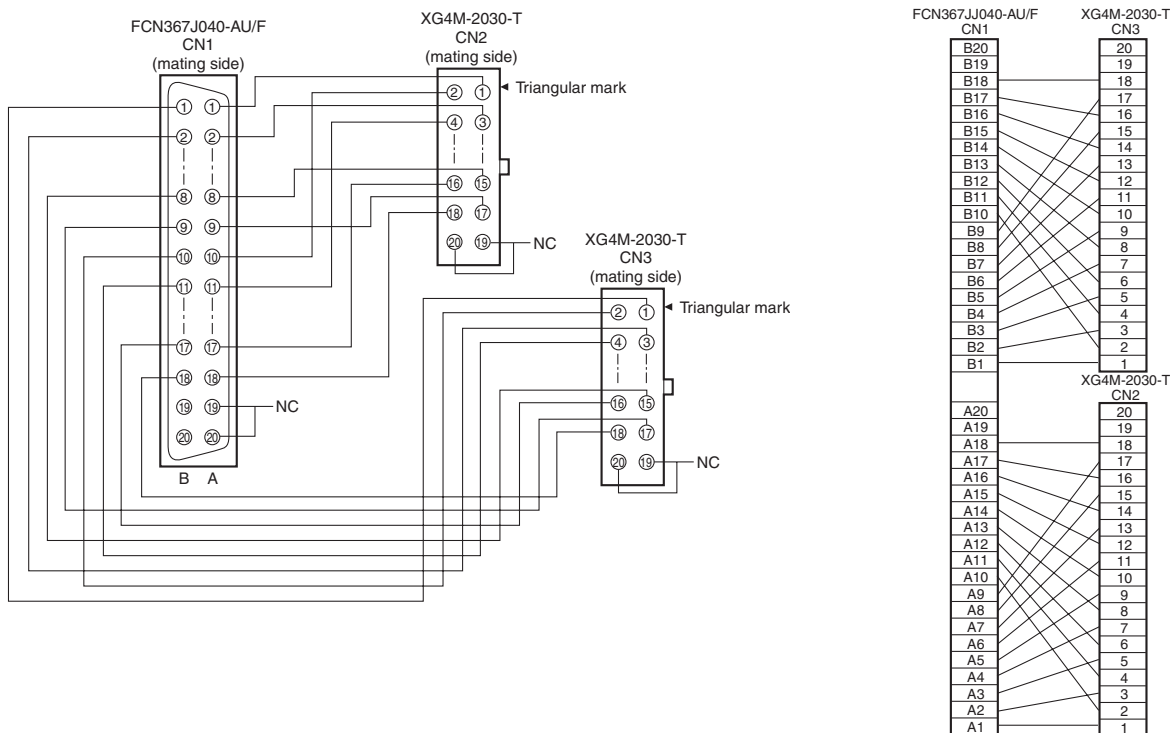 FCN367J040-AU/F
CN1
(mating side)
XG4M-2030-T
CN2
(mating side)
Triangular mark
1 1
2 2
8 8
9 9
10 10
11 11
17 17
18 18
19 19
20 20
NC
B A
2 1
4 3
16 15
18 17
20 19
NC
XG4M-2030-T
CN3
(mating side)
Triangular mark
2 1
4 3
16 15
18 17
20 19
NC
FCN367JJ040-AU/F
CN1
XG4M-2030-T
CN3
B20 20
B19 19
B18 18
B17 17
B16 16
B15 15
B14 14
B13 13
B12 12
B11 11
B10 10
B9 9
B8 8
B7 7
B6 6
B5 5
B4 4
B3 3
B2 2
B1 1
XG4M-2030-T
CN2
A20 20
A19 19
A18 18
A17 17
A16 16
A15 15
A14 14
A13 13
A12 12
A11 11
A10 10
A9 9
A8 8
A7 7
A6 6
A5 5
A4 4
A3 3
A2 2
A1 1